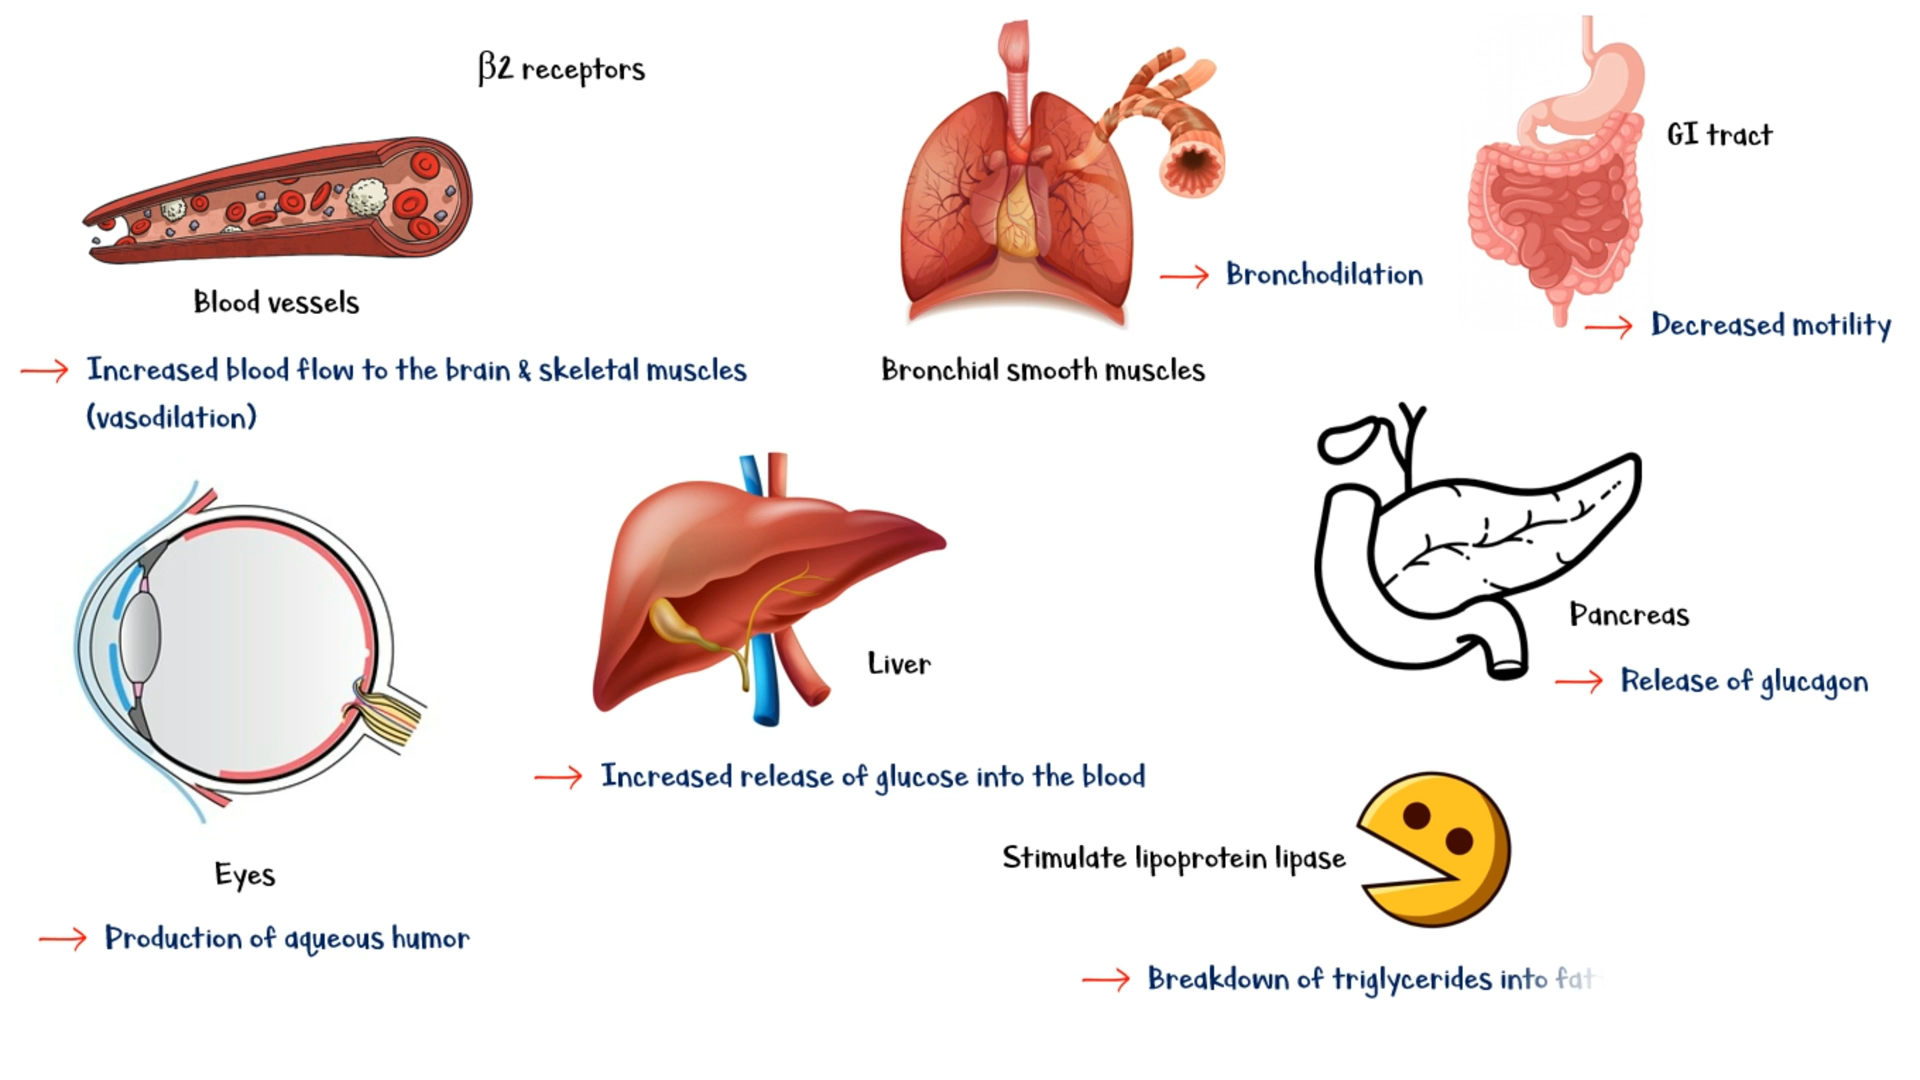 β2 receptors
Blood vessels
Increased blood flow to the brain & skeletal muscles
(vasodilation)
Bronchodilation
Bronchial smooth muscles
GI tract
Decreased motility
Eyes
Production of aqueous humor
Liver
Increased release of glucose into the blood
Pancreas
Release of glucagon
Stimulate lipoprotein lipase
Breakdown of triglycerides into fat